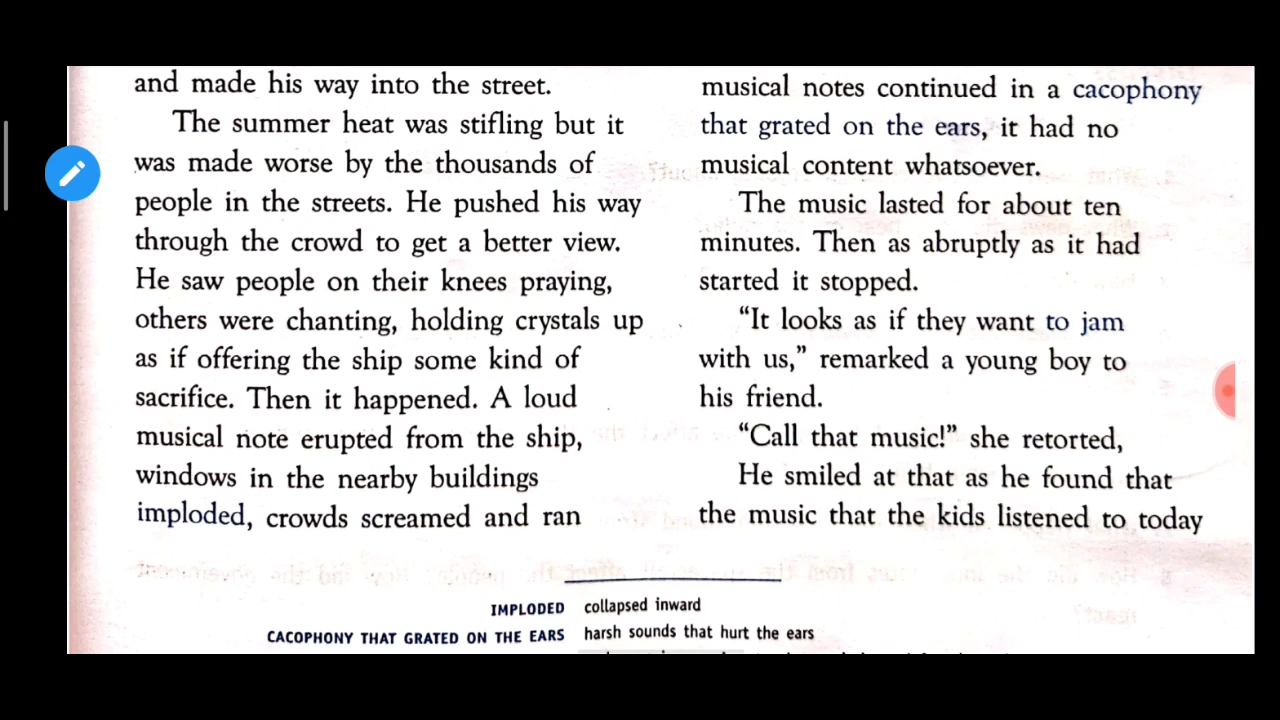 and made his way into the street.
The summer heat was stifling but it
was made worse by the thousands of
people in the streets. He pushed his way
through the crowd to get a better view.
He saw people on their knees praying,
others were chanting, holding crystals up
as if offering the ship some kind of
sacrifice. Then it happened. A loud
musical note erupted from the ship,
windows in the nearby buildings
imploded, crowds screamed and ran
musical notes continued in a cacophony
that grated on the ears, it had no
musical content whatsoever.
The music lasted for about ten
minutes. Then as abruptly as it had
started it stopped.
“It looks as if they want to jam
with us,” remarked a young boy to
his friend.
“Call that music!” she retorted,
He smiled at that as he found that
the music that the kids listened to today
IMPLODED collapsed inward
CACOPHONY THAT GRATED ON THE EARS harsh sounds that hurt the ears